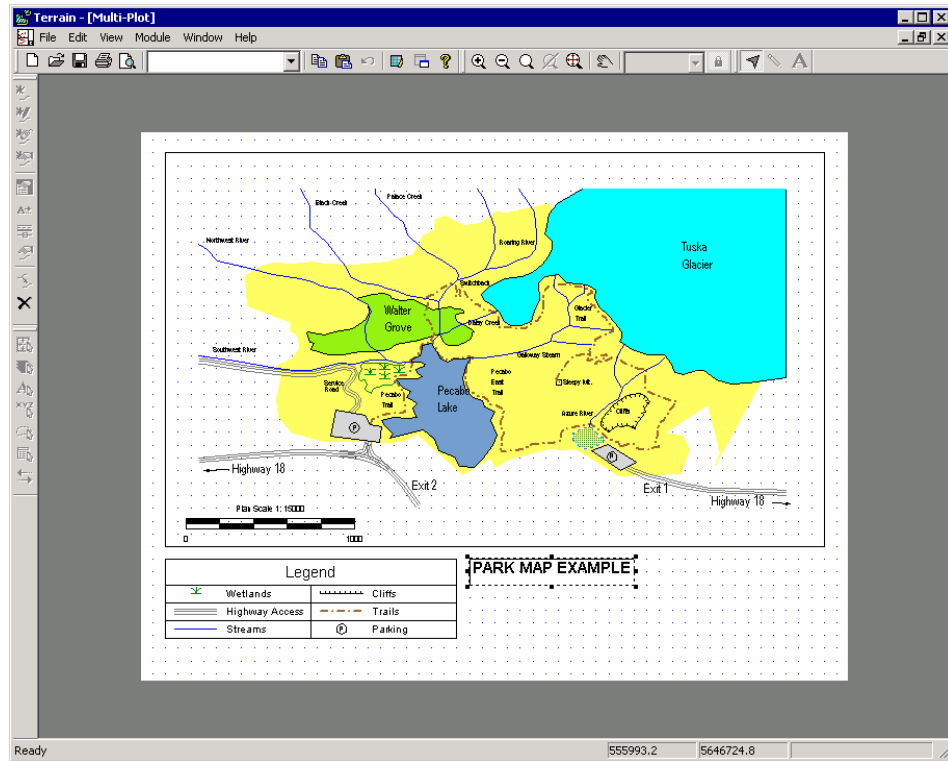 Terrain - [Multi-Plot]
File Edit View Module Window Help
Black Creek
Palace Creek
Northwest River
Roaring River
Tuska
Glacier
Switchback
Walter
Grove
Glacier
Trail
Daisy Creek
Southwest River
Galloway Stream
Service
Road
Pecabo
Trail
Pecabo
Lake
Pecabo
East
Trail
Sleepy Mt.
Azure River
Cliffs
P
P
Highway 18
Exit 2
Exit 1
Highway 18
Plan Scale 1: 15000
0 1000
PARK MAP EXAMPLE
Legend
Wetlands Cliffs
Highway Access Trails
Streams P Parking
Ready 555993.2 5646724.8